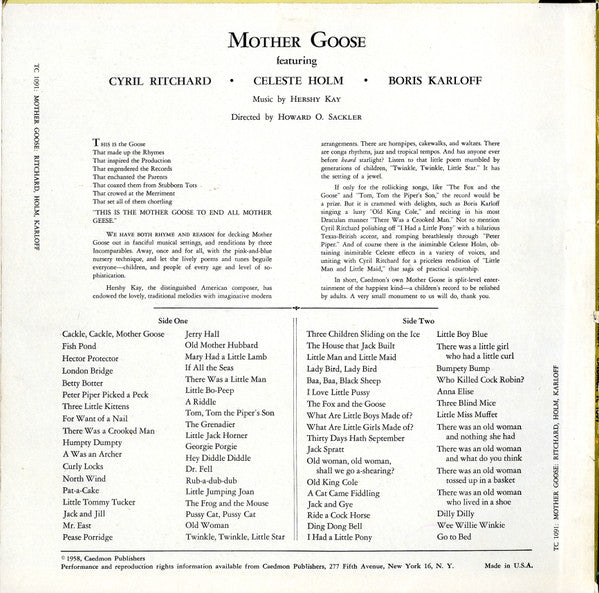 MOTHER GOOSE
featuring
CYRIL RITCHARD • CELESTE HOLM • BORIS KARLOFF
Music by HERSHY KAY
Directed by HOWARD O. SACKLER
TC 1091: MOTHER GOOSE: RITCHARD, HOLM, KARLOFF
THIS IS the Goose
That made up the Rhymes
That inspired the Production
That engendered the Records
That enchanted the Parents
That coaxed them from Stubborn Tots
That crowed at the Merriment
That set all of them chortling
"THIS IS THE MOTHER GOOSE TO END ALL MOTHER
GEESE."
WE HAVE BOTH RHYME AND REASON for decking Mother
Goose out in fanciful musical settings, and renditions by three
Incomparables. Away, once and for all, with the pink-and-blue
nursery technique, and let the lively poems and tunes beguile
everyone—children, and people of every age and level of so-
phistication.
Hershy Kay, the distinguished American composer, has
endowed the lovely, traditional melodies with imaginative modern
arrangements. There are hornpipes, cakewalks, and waltzes. There
are conga rhythms, jazz and tropical tempos. And has anyone ever
before heard starlight? Listen to that little poem mumbled by
generations of children, "Twinkle, Twinkle, Little Star." It has
the setting of a jewel.
If only for the rollicking songs, like "The Fox and the
Goose" and "Tom, Tom the Piper's Son," the record would be
a prize. But it is crammed with delights, such as Boris Karloff
singing a lusty "Old King Cole," and reciting in his most
Draculan manner "There Was a Crooked Man." Not to mention
Cyril Ritchard polishing off "I Had a Little Pony" with a hilarious
Texas-British accent, and romping breathlessly through "Peter
Piper." And of course there is the inimitable Celeste Holm, ob-
taining inimitable Celeste effects in a variety of voices, and
uniting with Cyril Ritchard for a priceless rendition of "Little
Man and Little Maid," that saga of practical courtship.
In short, Caedmon's own Mother Goose is split-level enter-
tainment of the happiest kind—a children's record to be relished
by adults. A very small monument to us will do, thank you.
Side One
Cackle, Cackle, Mother Goose
Fish Pond
Hector Protector
London Bridge
Betty Botter
Peter Piper Picked a Peck
Three Little Kittens
For Want of a Nail
There Was a Crooked Man
Humpty Dumpty
A Was an Archer
Curly Locks
North Wind
Pat-a-Cake
Little Tommy Tucker
Jack and Jill
Mr. East
Pease Porridge
Jerry Hall
Old Mother Hubbard
Mary Had a Little Lamb
If All the Seas
There Was a Little Man
Little Bo-Peep
A Riddle
Tom, Tom the Piper's Son
The Grenadier
Little Jack Horner
Georgie Porgie
Hey Diddle Diddle
Dr. Fell
Rub-a-dub-dub
Little Jumping Joan
The Frog and the Mouse
Pussy Cat, Pussy Cat
Old Woman
Twinkle, Twinkle, Little Star
Side Two
Three Children Sliding on the Ice
The House that Jack Built
Little Man and Little Maid
Lady Bird, Lady Bird
Baa, Baa, Black Sheep
I Love Little Pussy
The Fox and the Goose
What Are Little Boys Made of?
What Are Little Girls Made of?
Thirty Days Hath September
Jack Spratt
Old woman, old woman,
shall we go a-shearing?
Old King Cole
A Cat Came Fiddling
Jack and Gye
Ride a Cock Horse
Ding Dong Bell
I Had a Little Pony
Little Boy Blue
There was a little girl
who had a little curl
Bumpety Bump
Who Killed Cock Robin?
Anna Elise
Three Blind Mice
Little Miss Muffet
There was an old woman
and nothing she had
There was an old woman
and what do you think
There was an old woman
tossed up in a basket
There was an old woman
who lived in a shoe
Dilly Dilly
Wee Willie Winkie
Go to Bed
TC 1091: MOTHER GOOSE: RITCHARD, HOLM, KARLOFF
© 1958, Caedmon Publishers
Performance and reproduction rights information available from Caedmon Publishers, 277 Fifth Avenue, New York 16, N. Y. Made in U.S.A.